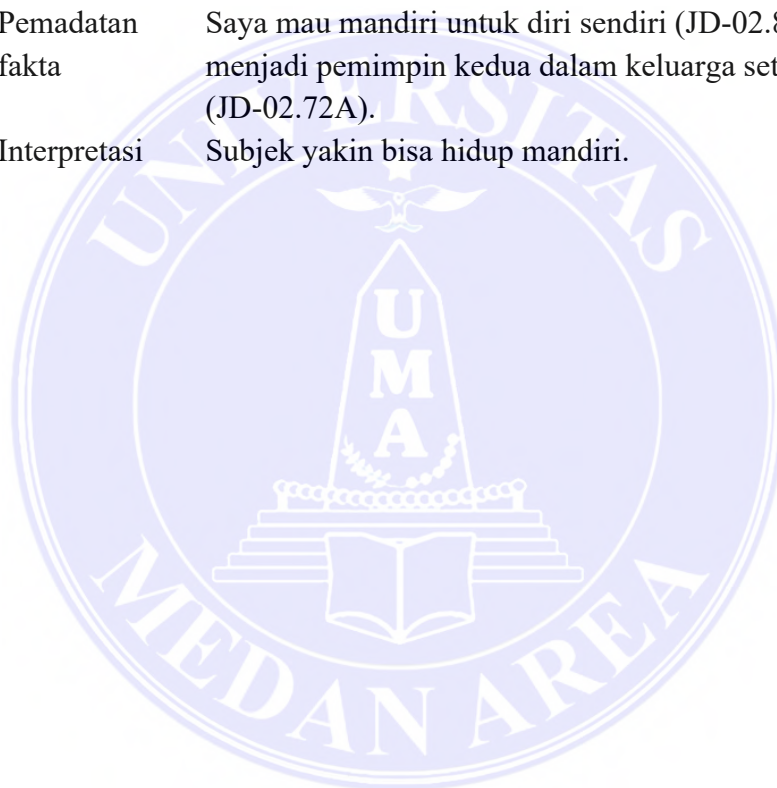 Pemadatan Saya mau mandiri untuk diri sendiri (JD-02.8
fakta menjadi pemimpin kedua dalam keluarga set
(JD-02.72A).
Interpretasi Subjek yakin bisa hidup mandiri.
UNIVERSITAS
UMA
MEDAN AREA